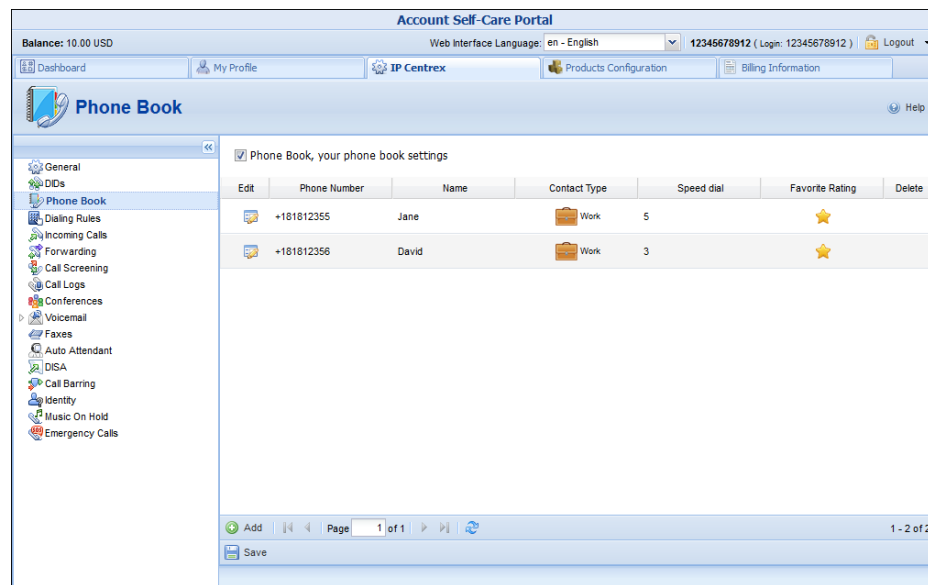 Account Self-Care Portal
Balance: 10.00 USD Web Interface Language: en - English 12345678912 ( Login: 12345678912 ) Logout
Dashboard My Profile IP Centrex Products Configuration Billing Information
Phone Book Help
General
DIDs
Phone Book
Dialing Rules
Incoming Calls
Forwarding
Call Screening
Call Logs
Conferences
Voicemail
Faxes
Auto Attendant
DISA
Call Barring
Identity
Music On Hold
Emergency Calls
Phone Book, your phone book settings
Edit Phone Number Name Contact Type Speed dial Favorite Rating Delete
+181812355 Jane Work 5
+181812356 David Work 3
Add Page 1 of 1 1 - 2 of 2
Save